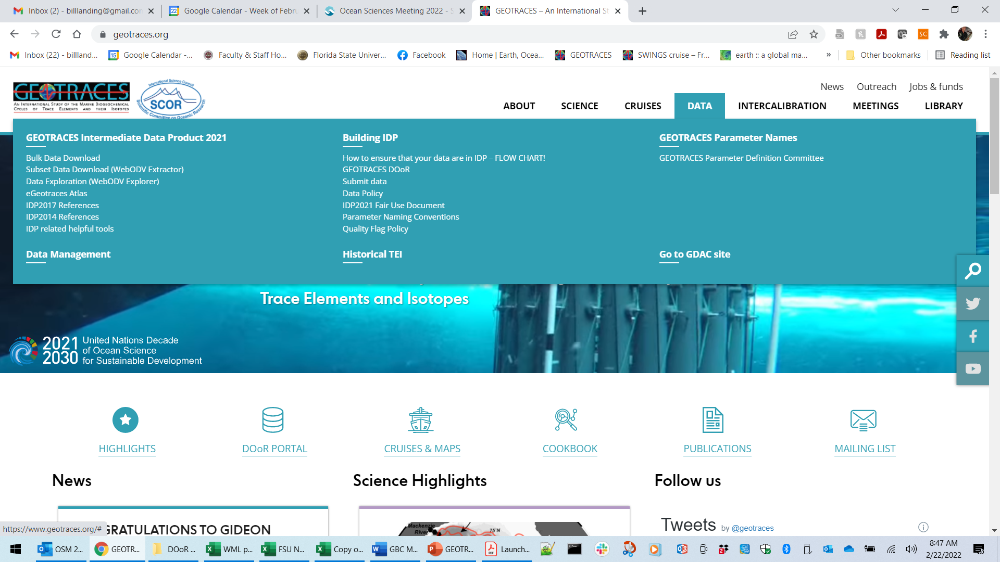 Inbox (2) - billlanding@gmail.con
Google Calendar - Week of Febru
Ocean Sciences Meeting 2022 - S
GEOTRACES – An International St
geotraces.org
Inbox (22) - billland...
Google Calendar -...
Faculty & Staff Ho...
Florida State Univer...
Facebook
Home | Earth, Ocea...
GEOTRACES
SWINGS cruise – Fr...
earth :: a global ma...
»
Other bookmarks
Reading list
GEOTRACES
An International Study of the Marine Biogeochemical
Cycles of Trace Elements and their Isotopes
International Science Council
SCOR
Scientific Committee on Oceanic Research
News
Outreach
Jobs & funds
ABOUT
SCIENCE
CRUISES
DATA
INTERCALIBRATION
MEETINGS
LIBRARY
GEOTRACES Intermediate Data Product 2021
Bulk Data Download
Subset Data Download (WebODV Extractor)
Data Exploration (WebODV Explorer)
eGeotraces Atlas
IDP2017 References
IDP2014 References
IDP related helpful tools
Building IDP
How to ensure that your data are in IDP – FLOW CHART!
GEOTRACES DOoR
Submit data
Data Policy
IDP2021 Fair Use Document
Parameter Naming Conventions
Quality Flag Policy
GEOTRACES Parameter Names
GEOTRACES Parameter Definition Committee
Data Management
Historical TEI
Go to GDAC site
Trace Elements and Isotopes
2021
2030
United Nations Decade
of Ocean Science
for Sustainable Development
HIGHLIGHTS
DOoR PORTAL
CRUISES & MAPS
COOKBOOK
PUBLICATIONS
MAILING LIST
News
Science Highlights
Follow us
GRATULATIONS TO GIDEON
Mackenzie
River
75°N
Tweets by @geotraces
https://www.geotraces.org/#
OSM 2...
GEOTR...
DOoR ...
WML p...
FSU N...
Copy o...
GBC M...
GEOTR...
Launch...
8:47 AM
2/22/2022